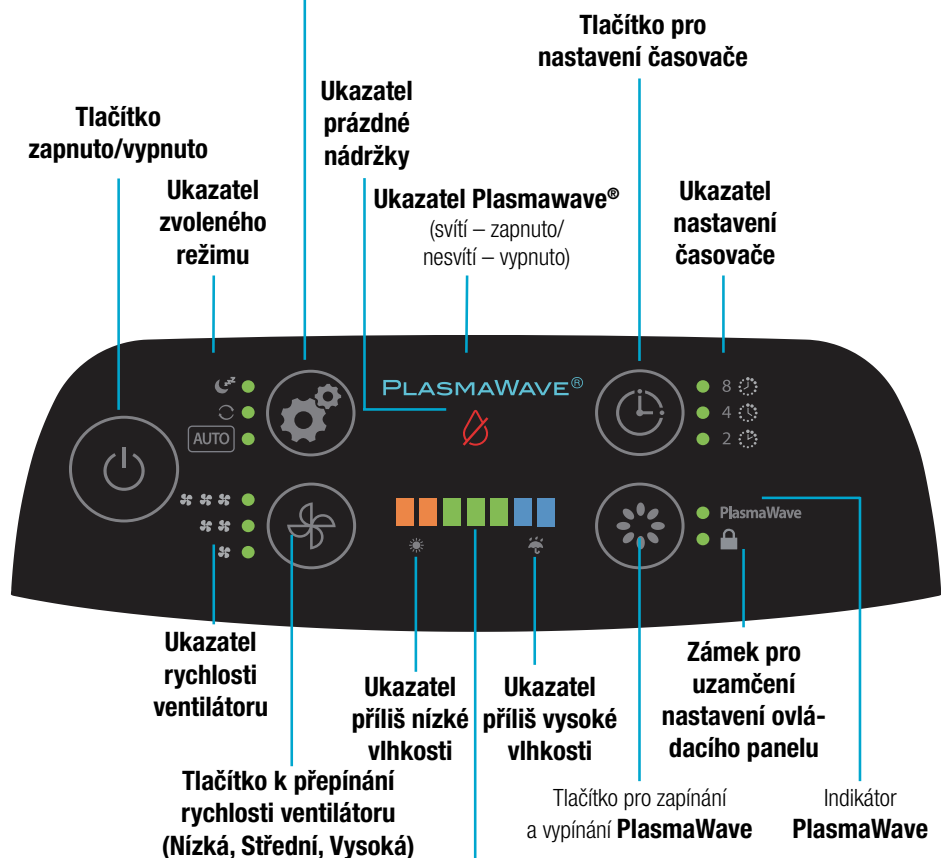 Tlačítko pro
nastavení časovače
Ukazatel
prázdné
nádržky
Tlačítko
zapnuto/vypnuto
Ukazatel
zvoleného
režimu
Ukazatel Plasmawave®
(svítí – zapnuto/
nesvítí – vypnuto)
Ukazatel
nastavení
časovače
PLASMAWAVE®
AUTO
8
4
2
PlasmaWave
Ukazatel
rychlosti
ventilátoru
Ukazatel
příliš nízké
vlhkosti
Ukazatel
příliš vysoké
vlhkosti
Zámek pro
uzamčení
nastavení ovlá-
dacího panelu
Tlačítko k přepínání
rychlosti ventilátoru
(Nízká, Střední, Vysoká)
Tlačítko pro zapínání
a vypínání PlasmaWave
Indikátor
PlasmaWave